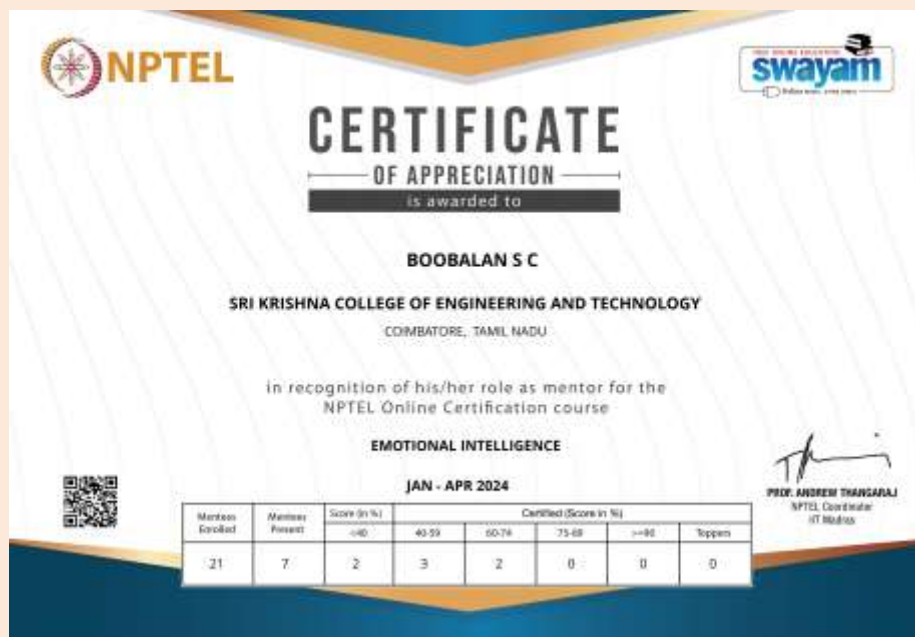 NPTEL
FREE ONLINE EDUCATION
swayam
CERTIFICATE
OF APPRECIATION
is awarded to
BOOBALAN S C
SRI KRISHNA COLLEGE OF ENGINEERING AND TECHNOLOGY
COIMBATORE, TAMIL NADU
in recognition of his/her role as mentor for the
NPTEL Online Certification course
EMOTIONAL INTELLIGENCE
JAN - APR 2024
PROF. ANDREW THANGARAJ
NPTEL Coordinator
IIT Madras
Mentees Enrolled Mentees Present Score (in %) Certified (Score in %)
<40 40-59 60-74 75-89 >=90 Toppers
21 7 2 3 2 0 0 0